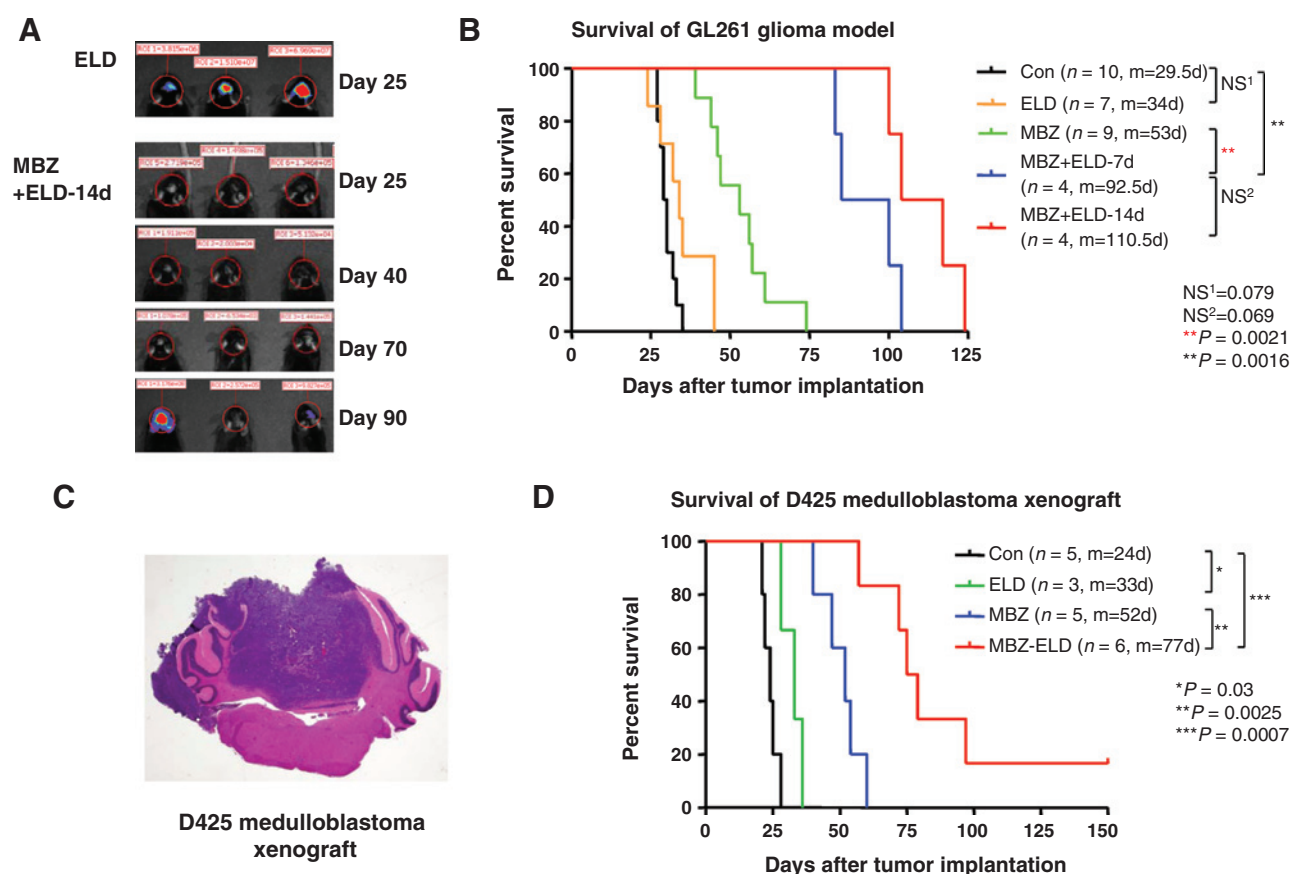 A
ELD
Day 25
MBZ
+ELD-14d
Day 25
Day 40
Day 70
Day 90
B
Survival of GL261 glioma model
Percent survival
100
80
60
40
20
0
0 25 50 75 100 125
Days after tumor implantation
Con (n = 10, m=29.5d)
ELD (n = 7, m=34d)
MBZ (n = 9, m=53d)
MBZ+ELD-7d
(n = 4, m=92.5d)
MBZ+ELD-14d
(n = 4, m=110.5d)
NS¹
**
**
NS²
NS¹=0.079
NS²=0.069
**P = 0.0021
**P = 0.0016
C
D425 medulloblastoma
xenograft
D
Survival of D425 medulloblastoma xenograft
Percent survival
100
80
60
40
20
0
0 25 50 75 100 125 150
Days after tumor implantation
Con (n = 5, m=24d)
ELD (n = 3, m=33d)
MBZ (n = 5, m=52d)
MBZ-ELD (n = 6, m=77d)
*
**
***
*P = 0.03
**P = 0.0025
***P = 0.0007